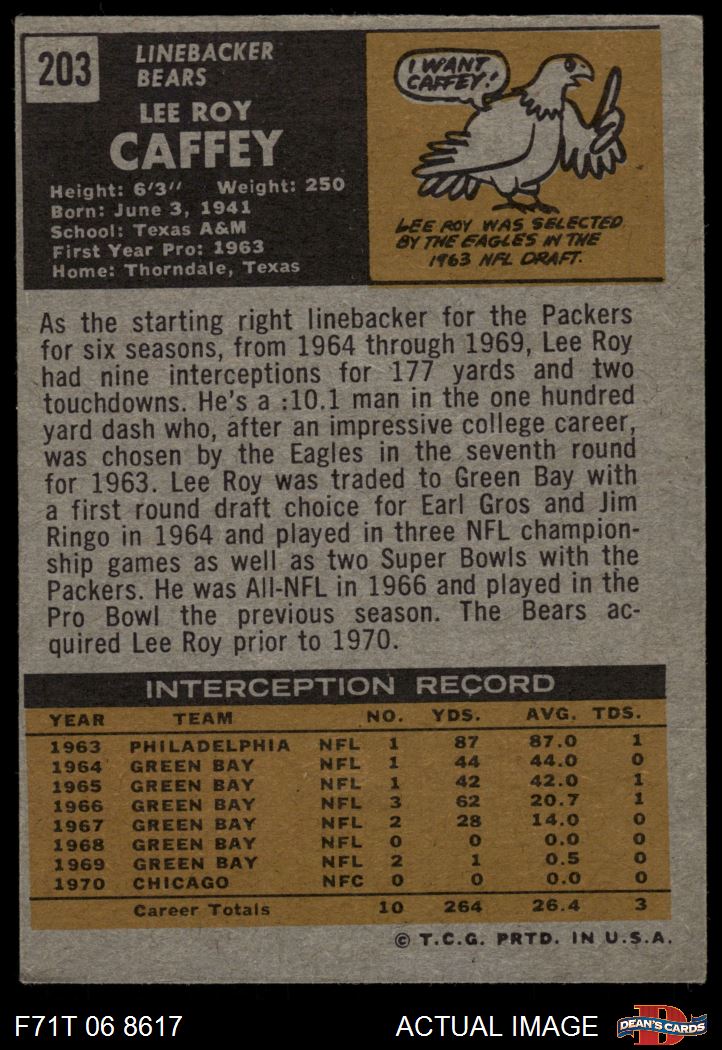 203
LINEBACKER
BEARS
LEE ROY
CAFFEY
Height: 6'3" Weight: 250
Born: June 3, 1941
School: Texas A&M
First Year Pro: 1963
Home: Thorndale, Texas
I WANT
CAFFEY!
LEE ROY WAS SELECTED
BY THE EAGLES IN THE
1963 NFL DRAFT.
As the starting right linebacker for the Packers
for six seasons, from 1964 through 1969, Lee Roy
had nine interceptions for 177 yards and two
touchdowns. He's a :10.1 man in the one hundred
yard dash who, after an impressive college career,
was chosen by the Eagles in the seventh round
for 1963. Lee Roy was traded to Green Bay with
a first round draft choice for Earl Gros and Jim
Ringo in 1964 and played in three NFL champion-
ship games as well as two Super Bowls with the
Packers. He was All-NFL in 1966 and played in the
Pro Bowl the previous season. The Bears ac-
quired Lee Roy prior to 1970.
INTERCEPTION RECORD
YEAR TEAM NO. YDS. AVG. TDS.
1963 PHILADELPHIA NFL 1 87 87.0 1
1964 GREEN BAY NFL 1 44 44.0 0
1965 GREEN BAY NFL 1 42 42.0 1
1966 GREEN BAY NFL 3 62 20.7 1
1967 GREEN BAY NFL 2 28 14.0 0
1968 GREEN BAY NFL 0 0 0.0 0
1969 GREEN BAY NFL 2 1 0.5 0
1970 CHICAGO NFC 0 0 0.0 0
Career Totals 10 264 26.4 3
© T.C.G. PRTD. IN U.S.A.
F71T 06 8617 ACTUAL IMAGE D DEAN'S CARDS